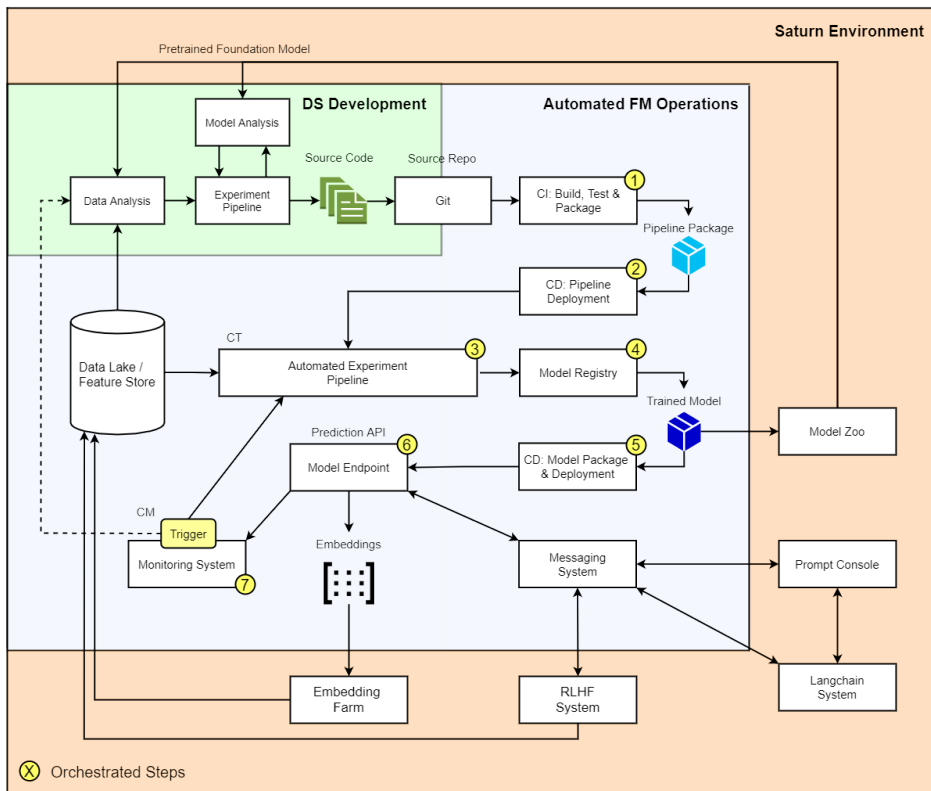 Saturn Environment
Pretrained Foundation Model
DS Development
Automated FM Operations
Model Analysis
Source Code
Source Repo
Data Analysis
Experiment
Pipeline
Git
1
CI: Build, Test &
Package
Pipeline Package
2
CD: Pipeline
Deployment
CT
Data Lake /
Feature Store
3
Automated Experiment
Pipeline
4
Model Registry
Trained Model
Model Zoo
Prediction API
6
Model Endpoint
5
CD: Model Package
& Deployment
CM
Trigger
Monitoring System
7
Embeddings
Messaging
System
Prompt Console
Embedding
Farm
RLHF
System
Langchain
System
X
Orchestrated Steps